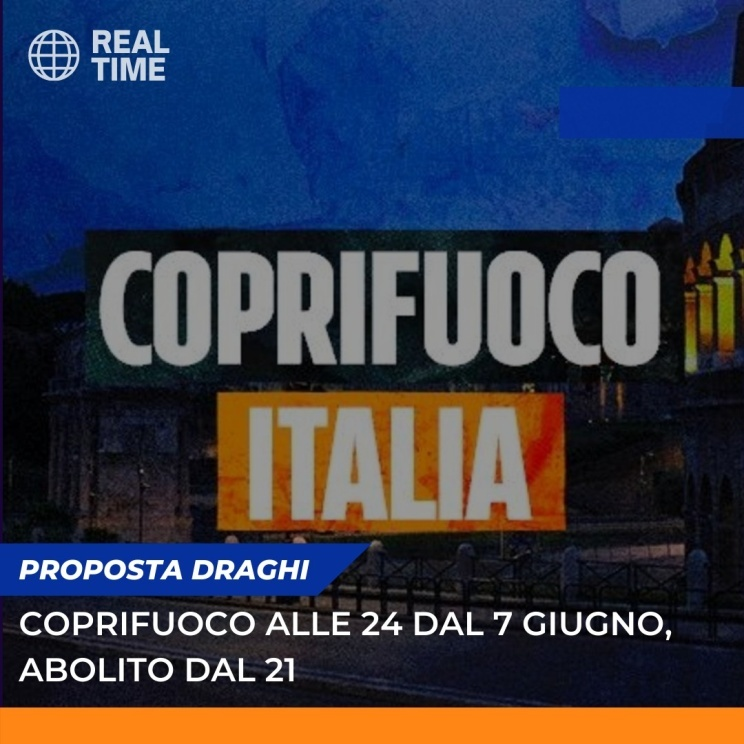 REAL
TIME
COPRIFUOCO
ITALIA
PROPOSTA DRAGHI
COPRIFUOCO ALLE 24 DAL 7 GIUGNO,
ABOLITO DAL 21